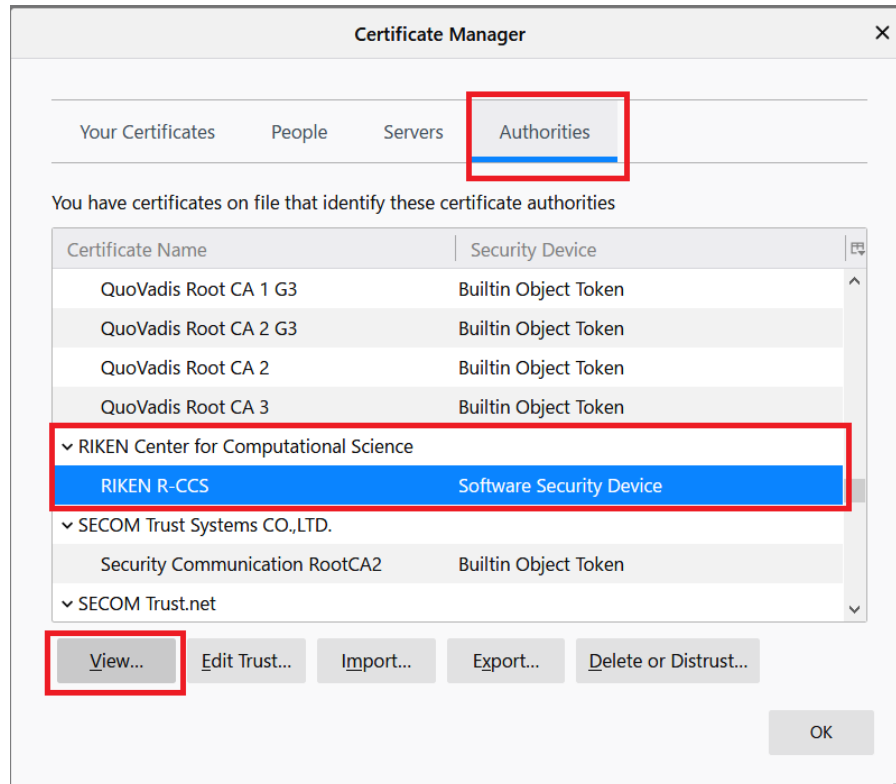 Certificate Manager
Your Certificates People Servers Authorities
You have certificates on file that identify these certificate authorities
Certificate Name Security Device
QuoVadis Root CA 1 G3 Builtin Object Token
QuoVadis Root CA 2 G3 Builtin Object Token
QuoVadis Root CA 2 Builtin Object Token
QuoVadis Root CA 3 Builtin Object Token
RIKEN Center for Computational Science
RIKEN R-CCS Software Security Device
SECOM Trust Systems CO.,LTD.
Security Communication RootCA2 Builtin Object Token
SECOM Trust.net
View... Edit Trust... Import... Export... Delete or Distrust...
OK